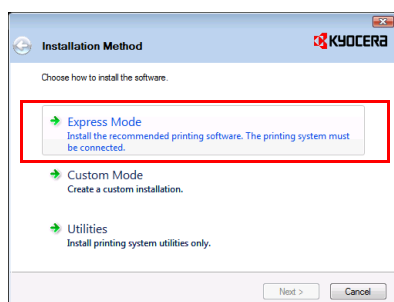 Installation Method
KYOCERA
Choose how to install the software.
Express Mode
Install the recommended printing software. The printing system must
be connected.
Custom Mode
Create a custom installation.
Utilities
Install printing system utilities only.
Next >
Cancel